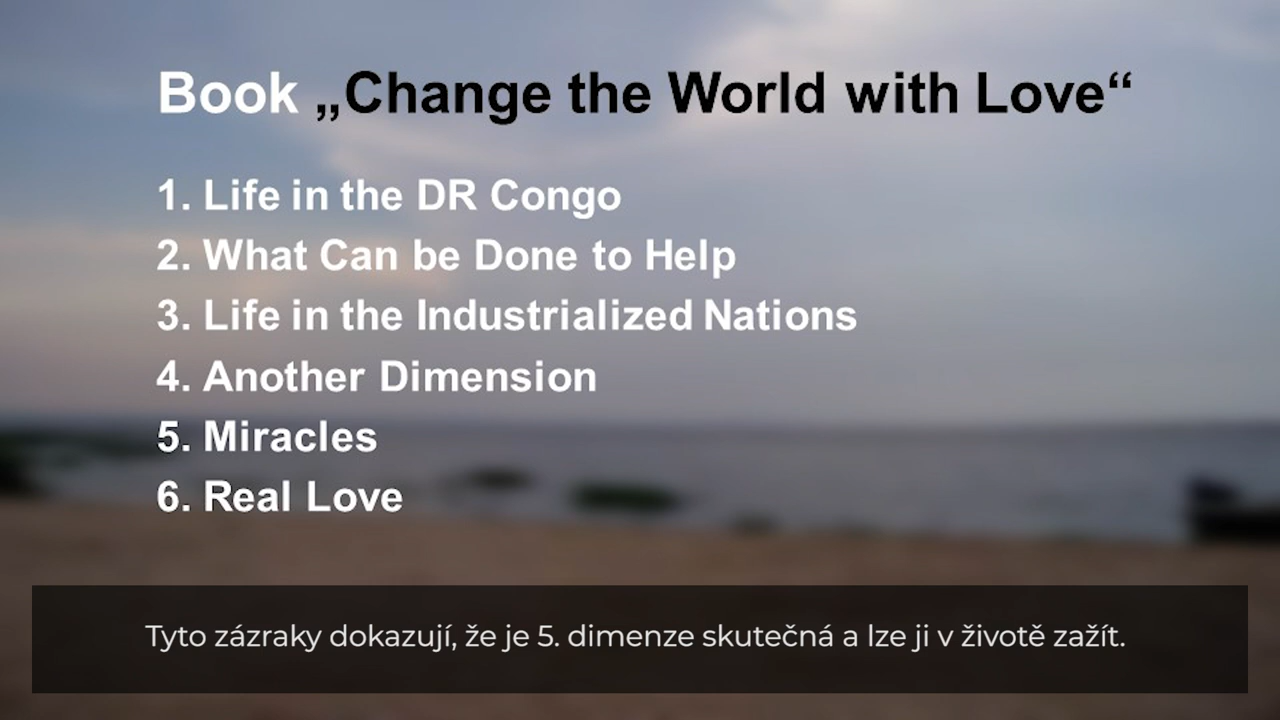 Book „Change the World with Love“
1. Life in the DR Congo
2. What Can be Done to Help
3. Life in the Industrialized Nations
4. Another Dimension
5. Miracles
6. Real Love
Tyto zázraky dokazují, že je 5. dimenze skutečná a lze ji v životě zažít.